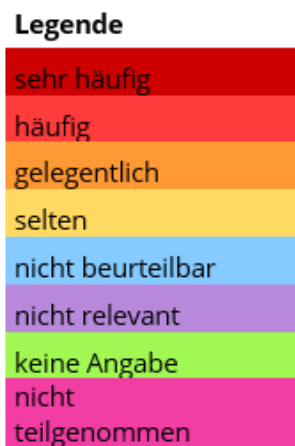 Legende
sehr häufig
häufig
gelegentlich
selten
nicht beurteilbar
nicht relevant
keine Angabe
nicht
teilgenommen